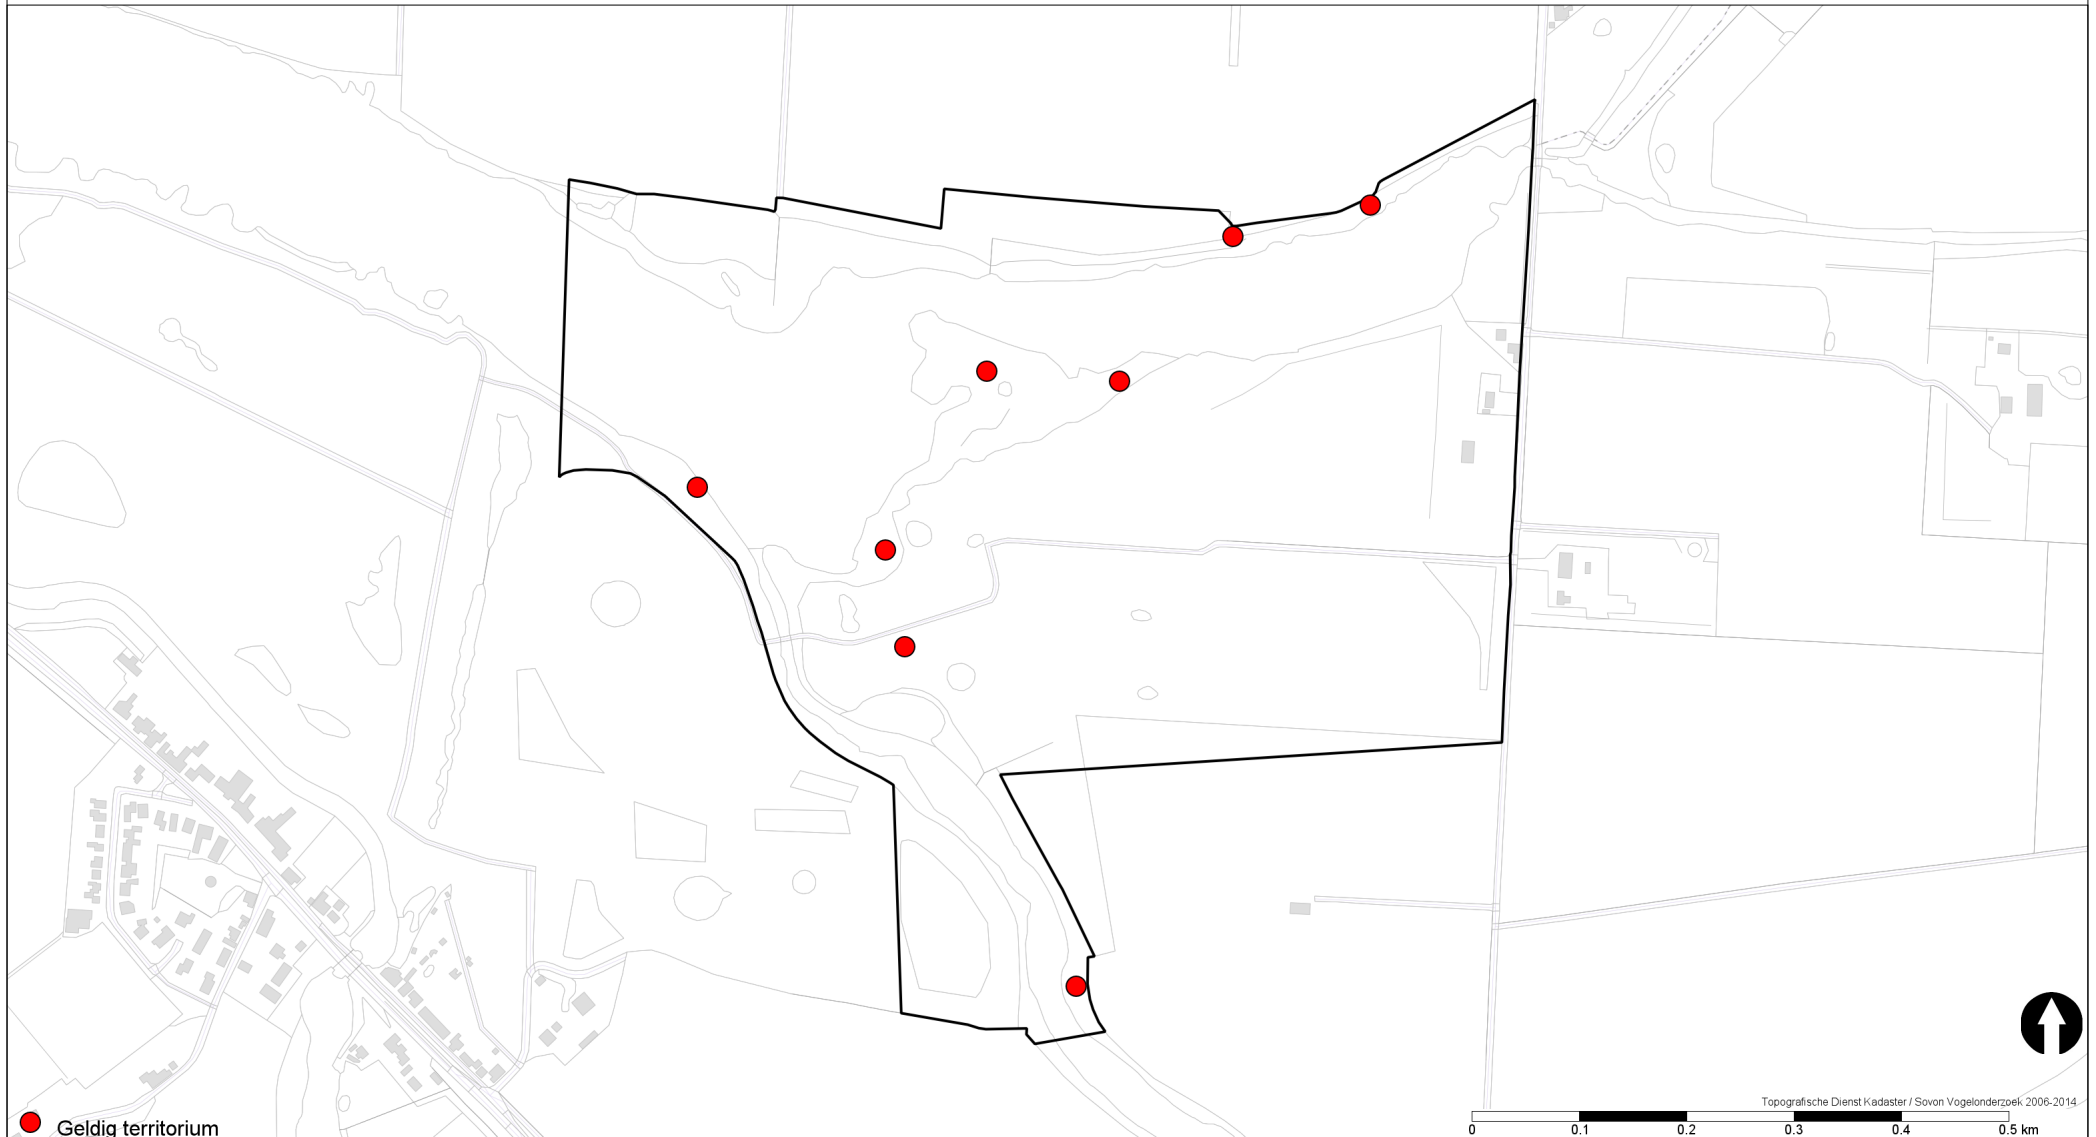 Topografische Dienst Kadaster / Sovon Vogelonderzoek 2006-2014
0 0.1 0.2 0.3 0.4 0.5 km
Geldig territorium